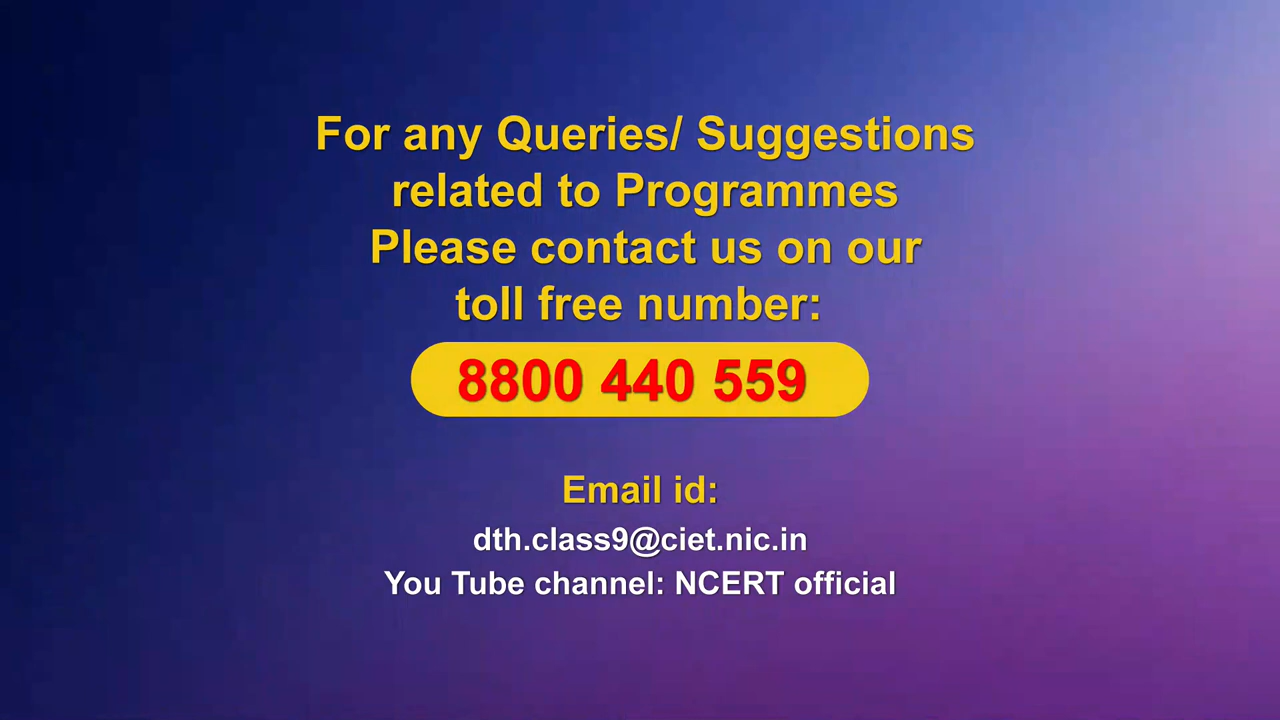 For any Queries/ Suggestions
related to Programmes
Please contact us on our
toll free number:
8800 440 559
Email id:
dth.class9@ciet.nic.in
You Tube channel: NCERT official